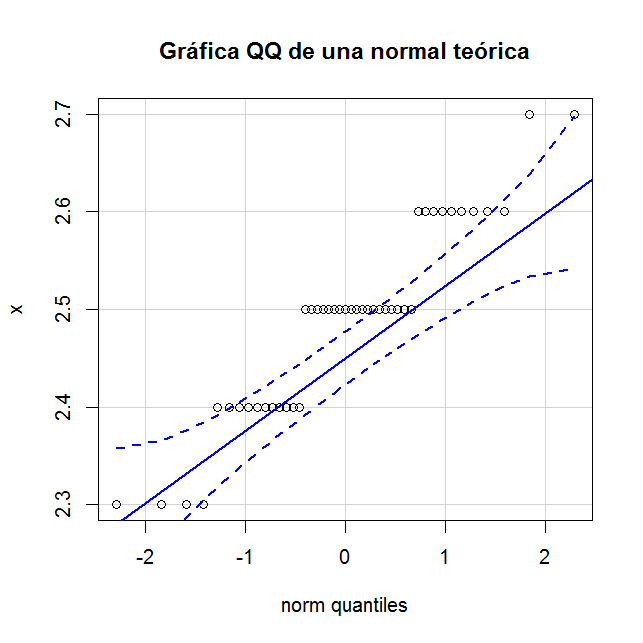 Gráfica QQ de una normal teórica
2.7
2.6
2.5
2.4
2.3
x
-2 -1 0 1 2
norm quantiles